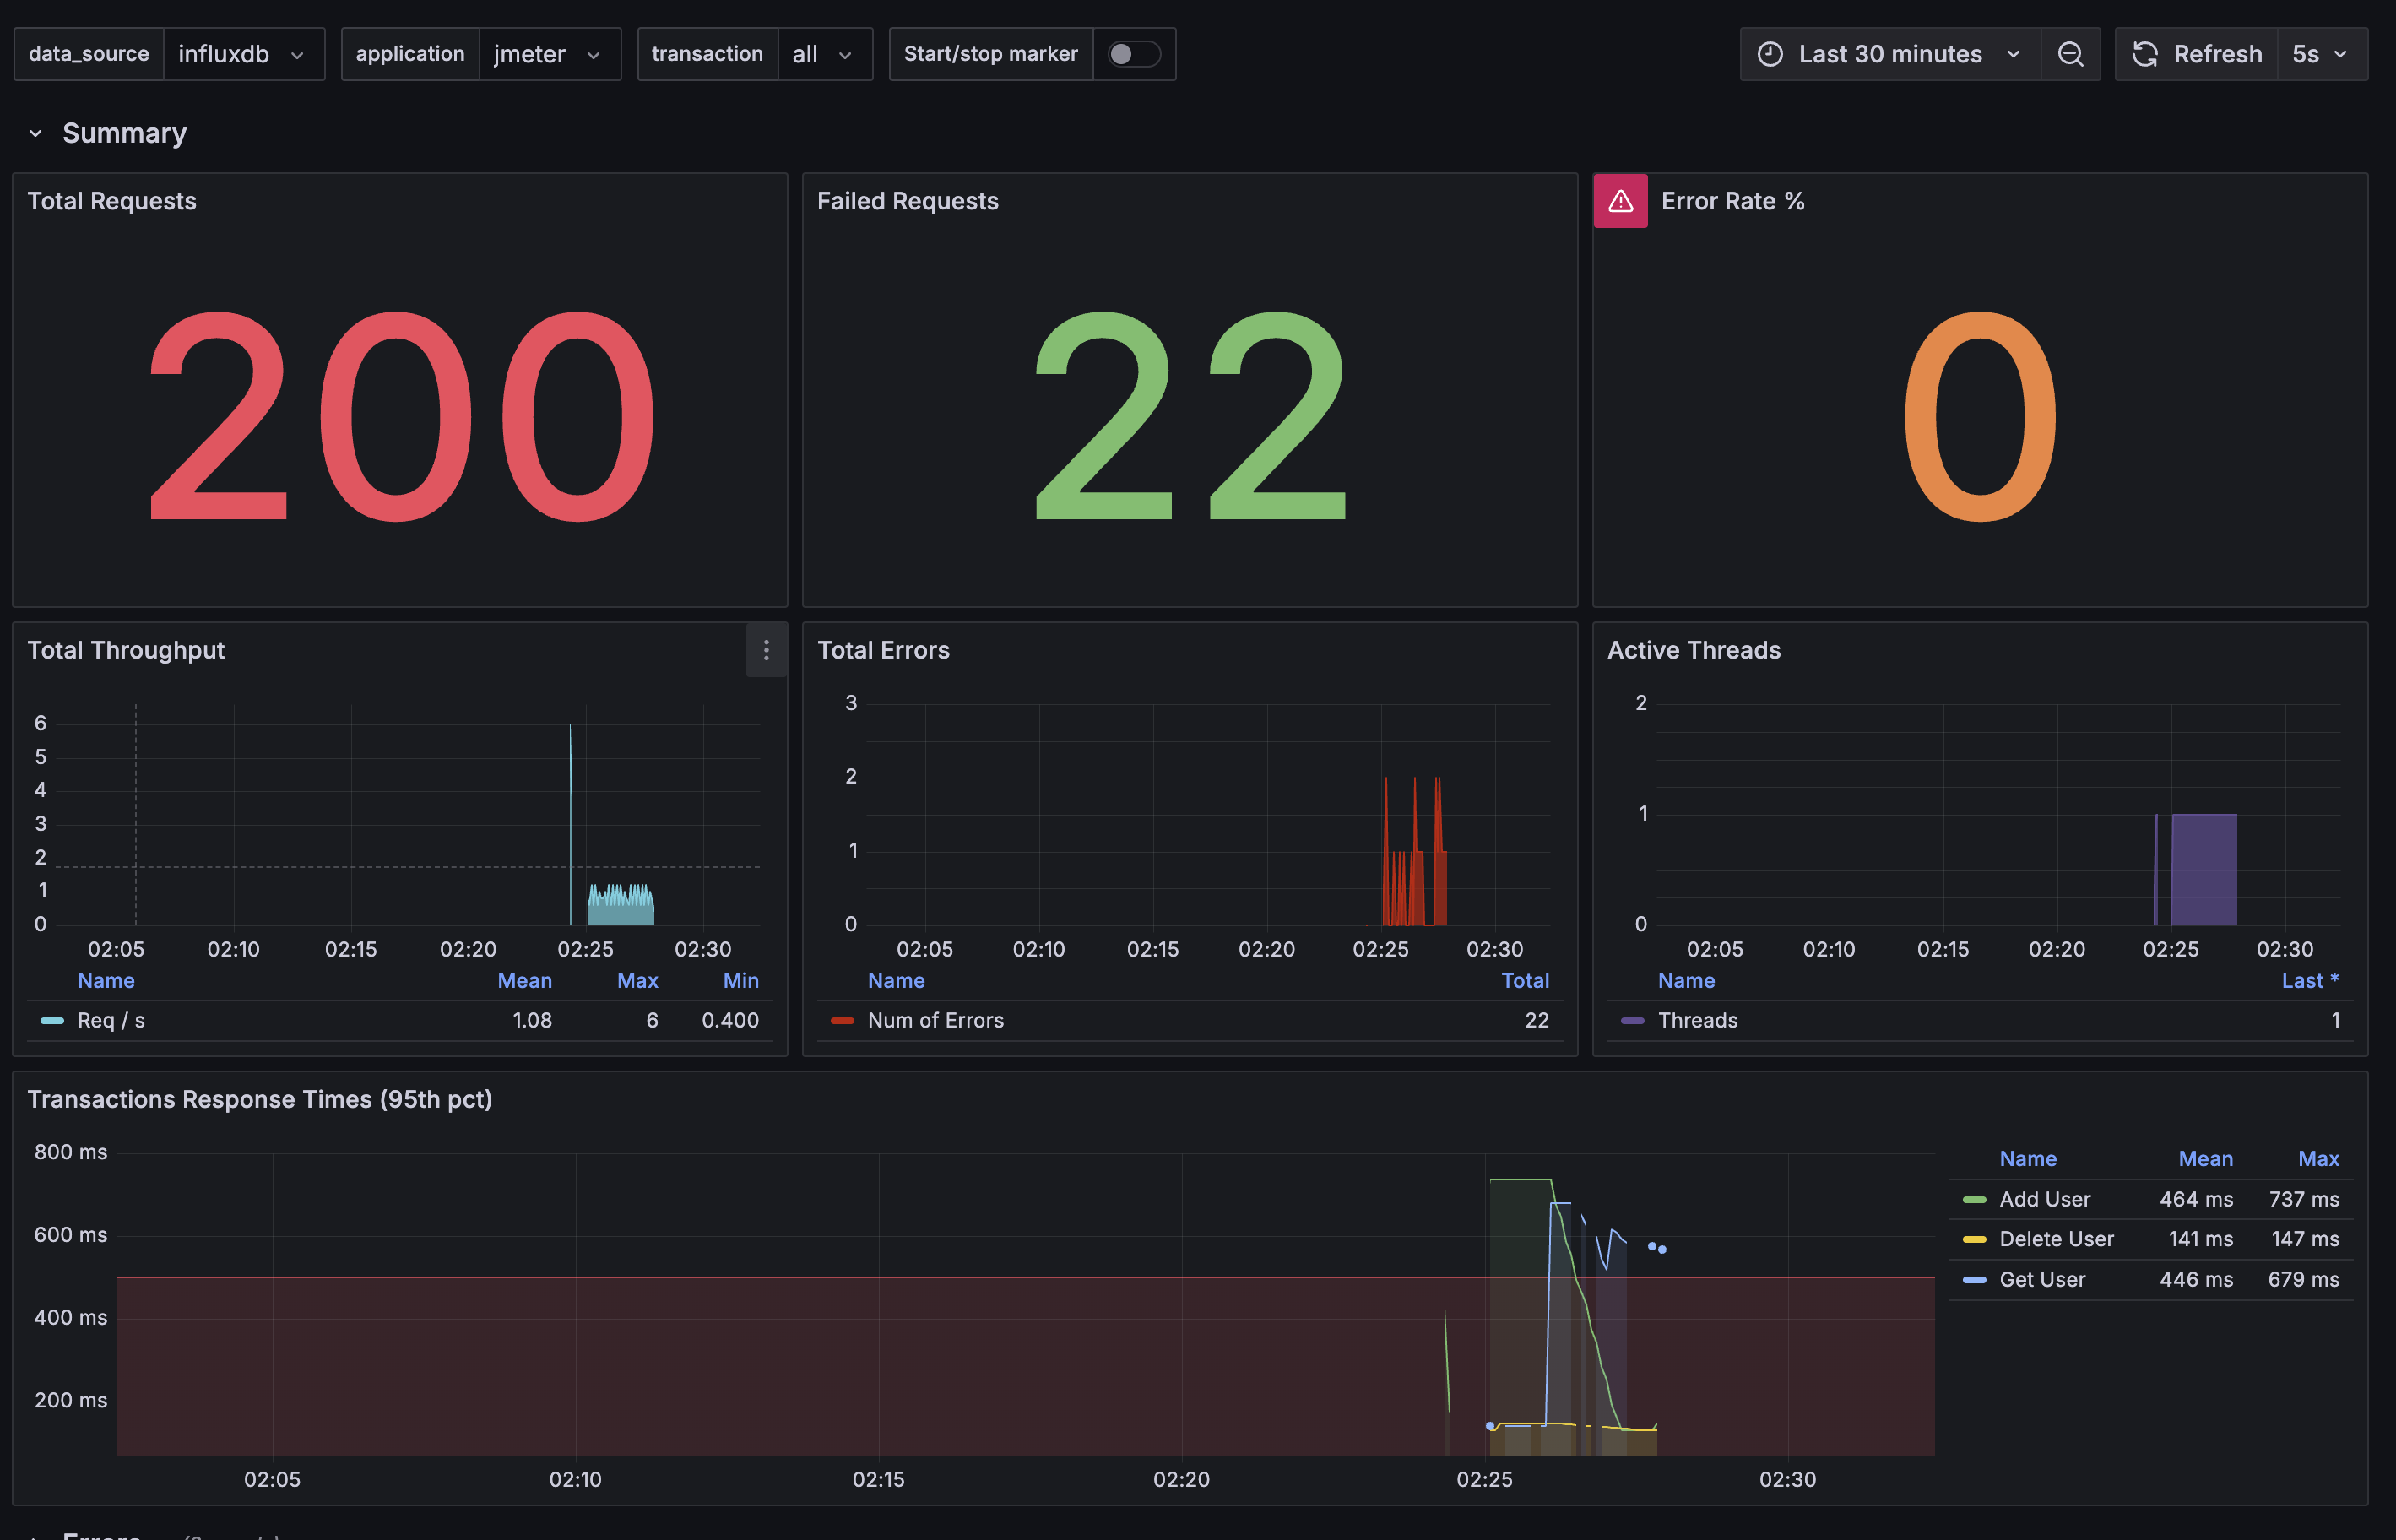 data_source influxdb application jmeter transaction all Start/stop marker Last 30 minutes Refresh 5s
Summary
Total Requests
200
Failed Requests
22
Error Rate %
0
Total Throughput
6
5
4
3
2
1
0
02:05 02:10 02:15 02:20 02:25 02:30
Name Mean Max Min
Req / s 1.08 6 0.400
Total Errors
3
2
1
0
02:05 02:10 02:15 02:20 02:25 02:30
Name Total
Num of Errors 22
Active Threads
2
1
0
02:05 02:10 02:15 02:20 02:25 02:30
Name Last *
Threads 1
Transactions Response Times (95th pct)
800 ms
600 ms
400 ms
200 ms
02:05 02:10 02:15 02:20 02:25 02:30
Name Mean Max
Add User 464 ms 737 ms
Delete User 141 ms 147 ms
Get User 446 ms 679 ms
Errors